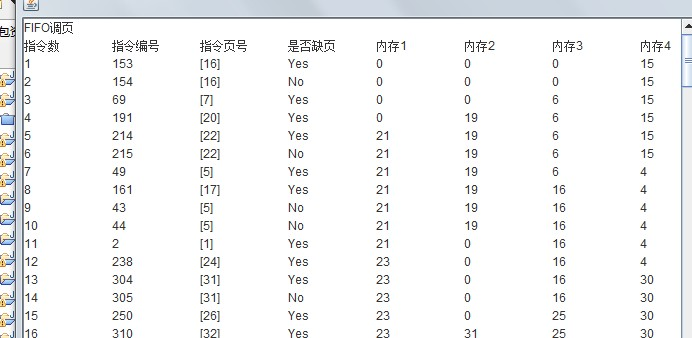 包资
FIFO调页
指令数 指令编号 指令页号 是否缺页 内存1 内存2 内存3 内存4
1 153 [16] Yes 0 0 0 15
2 154 [16] No 0 0 0 15
3 69 [7] Yes 0 0 6 15
4 191 [20] Yes 0 19 6 15
5 214 [22] Yes 21 19 6 15
6 215 [22] No 21 19 6 15
7 49 [5] Yes 21 19 6 4
8 161 [17] Yes 21 19 16 4
9 43 [5] No 21 19 16 4
10 44 [5] No 21 19 16 4
11 2 [1] Yes 21 0 16 4
12 238 [24] Yes 23 0 16 4
13 304 [31] Yes 23 0 16 30
14 305 [31] No 23 0 16 30
15 250 [26] Yes 23 0 25 30
16 310 [32] Yes 23 31 25 30